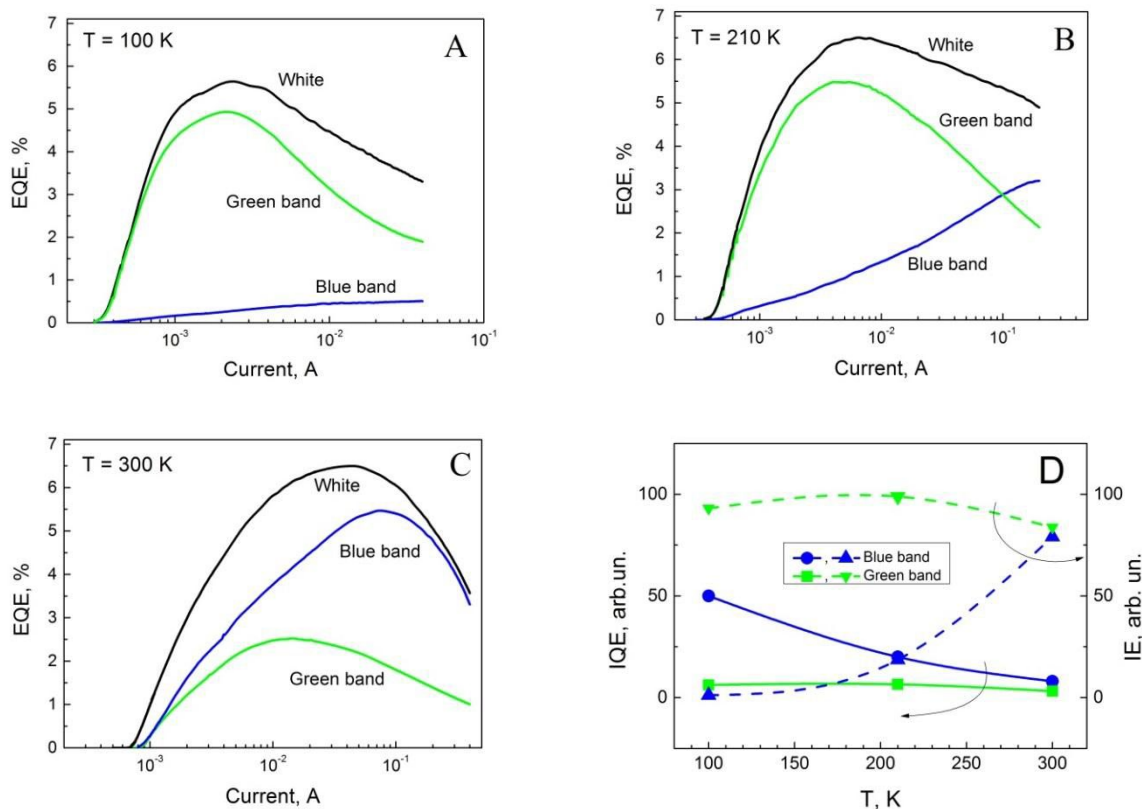 T = 100 K
A
White
Green band
Blue band
EQE, %
7
6
5
4
3
2
1
0
10⁻³
10⁻²
10⁻¹
Current, A
T = 210 K
B
White
Green band
Blue band
EQE, %
7
6
5
4
3
2
1
0
10⁻³
10⁻²
10⁻¹
Current, A
T = 300 K
C
White
Blue band
Green band
EQE, %
7
6
5
4
3
2
1
0
10⁻³
10⁻²
10⁻¹
Current, A
D
, Blue band
, Green band
IQE, arb.un.
100
50
0
IE, arb. un.
100
50
0
100 150 200 250 300
T, K